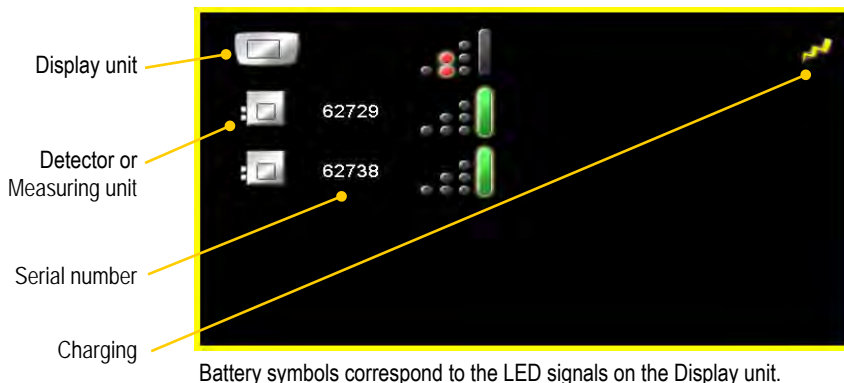 Display unit
62729
Detector or
Measuring unit
62738
Serial number
Charging
Battery symbols correspond to the LED signals on the Display unit.